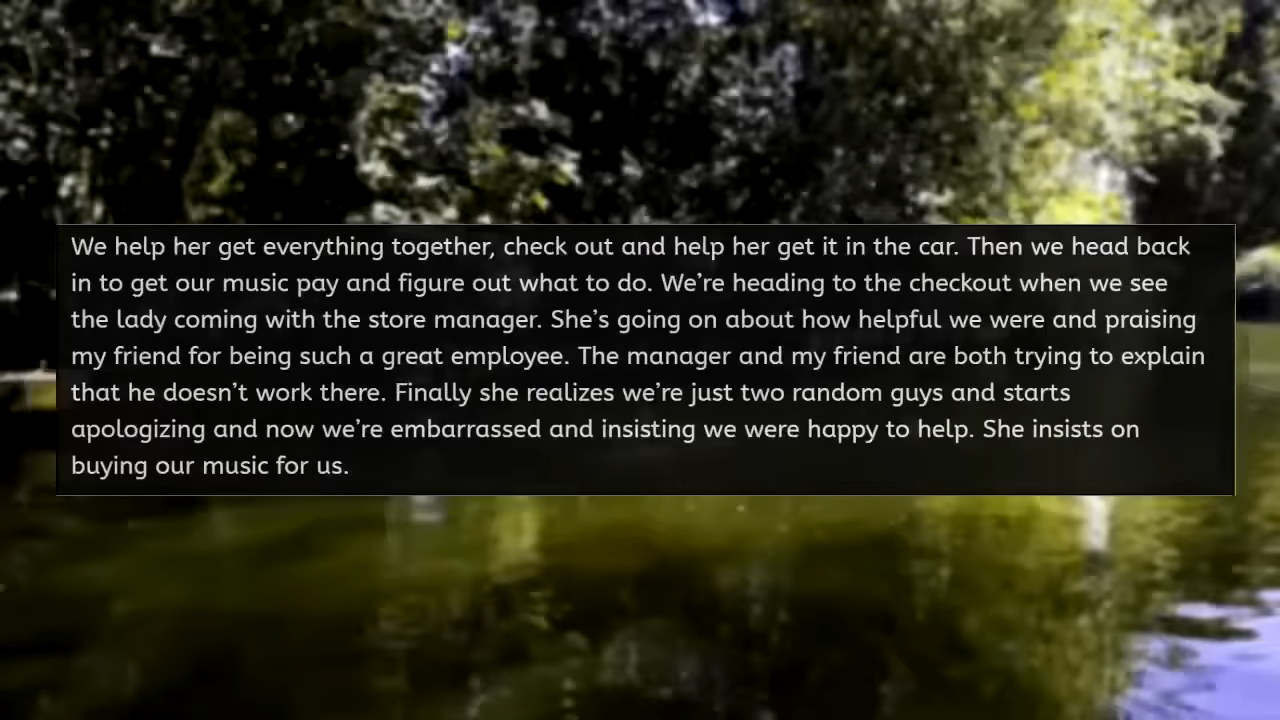 We help her get everything together, check out and help her get it in the car. Then we head back
in to get our music pay and figure out what to do. We’re heading to the checkout when we see
the lady coming with the store manager. She’s going on about how helpful we were and praising
my friend for being such a great employee. The manager and my friend are both trying to explain
that he doesn’t work there. Finally she realizes we’re just two random guys and starts
apologizing and now we’re embarrassed and insisting we were happy to help. She insists on
buying our music for us.